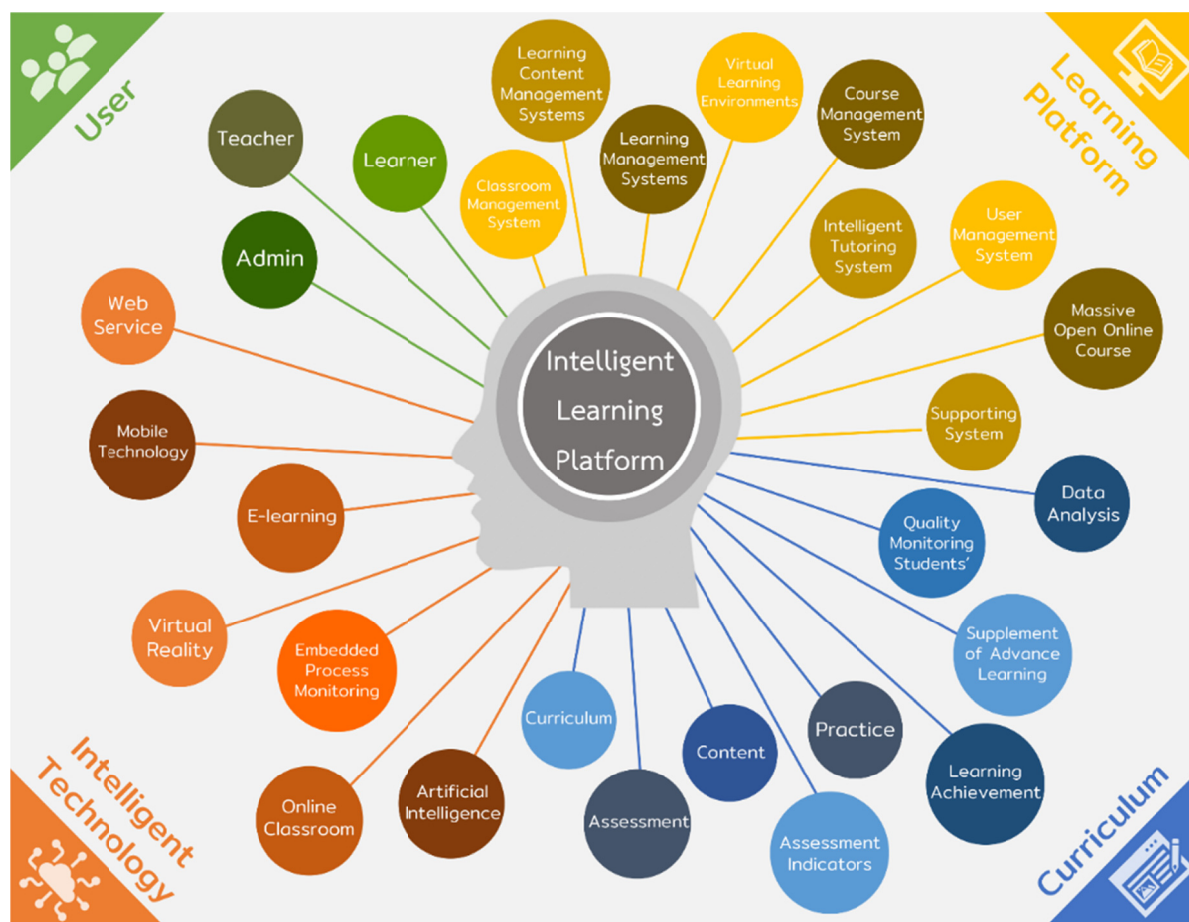 User
Learning
Platform
Teacher
Learner
Admin
Learning
Content
Management
Systems
Classroom
Management
System
Learning
Management
Systems
Virtual
Learning
Environments
Course
Management
System
Intelligent
Tutoring
System
User
Management
System
Massive
Open Online
Course
Supporting
System
Intelligent
Learning
Platform
Web
Service
Mobile
Technology
E-learning
Virtual
Reality
Embedded
Process
Monitoring
Online
Classroom
Artificial
Intelligence
Data
Analysis
Quality
Monitoring
Students’
Supplement
of Advance
Learning
Learning
Achievement
Practice
Assessment
Indicators
Content
Assessment
Curriculum
Intelligent
Technology
Curriculum